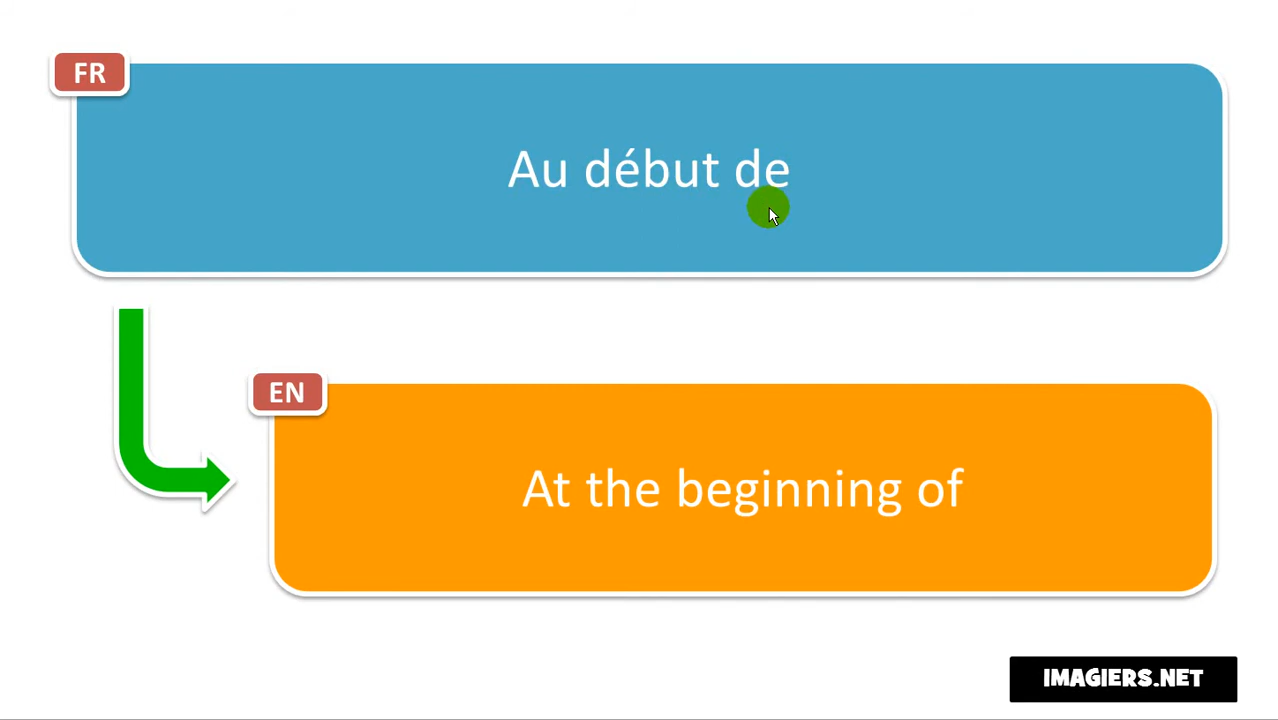 FR
Au début de
EN
At the beginning of
IMAGIERS.NET